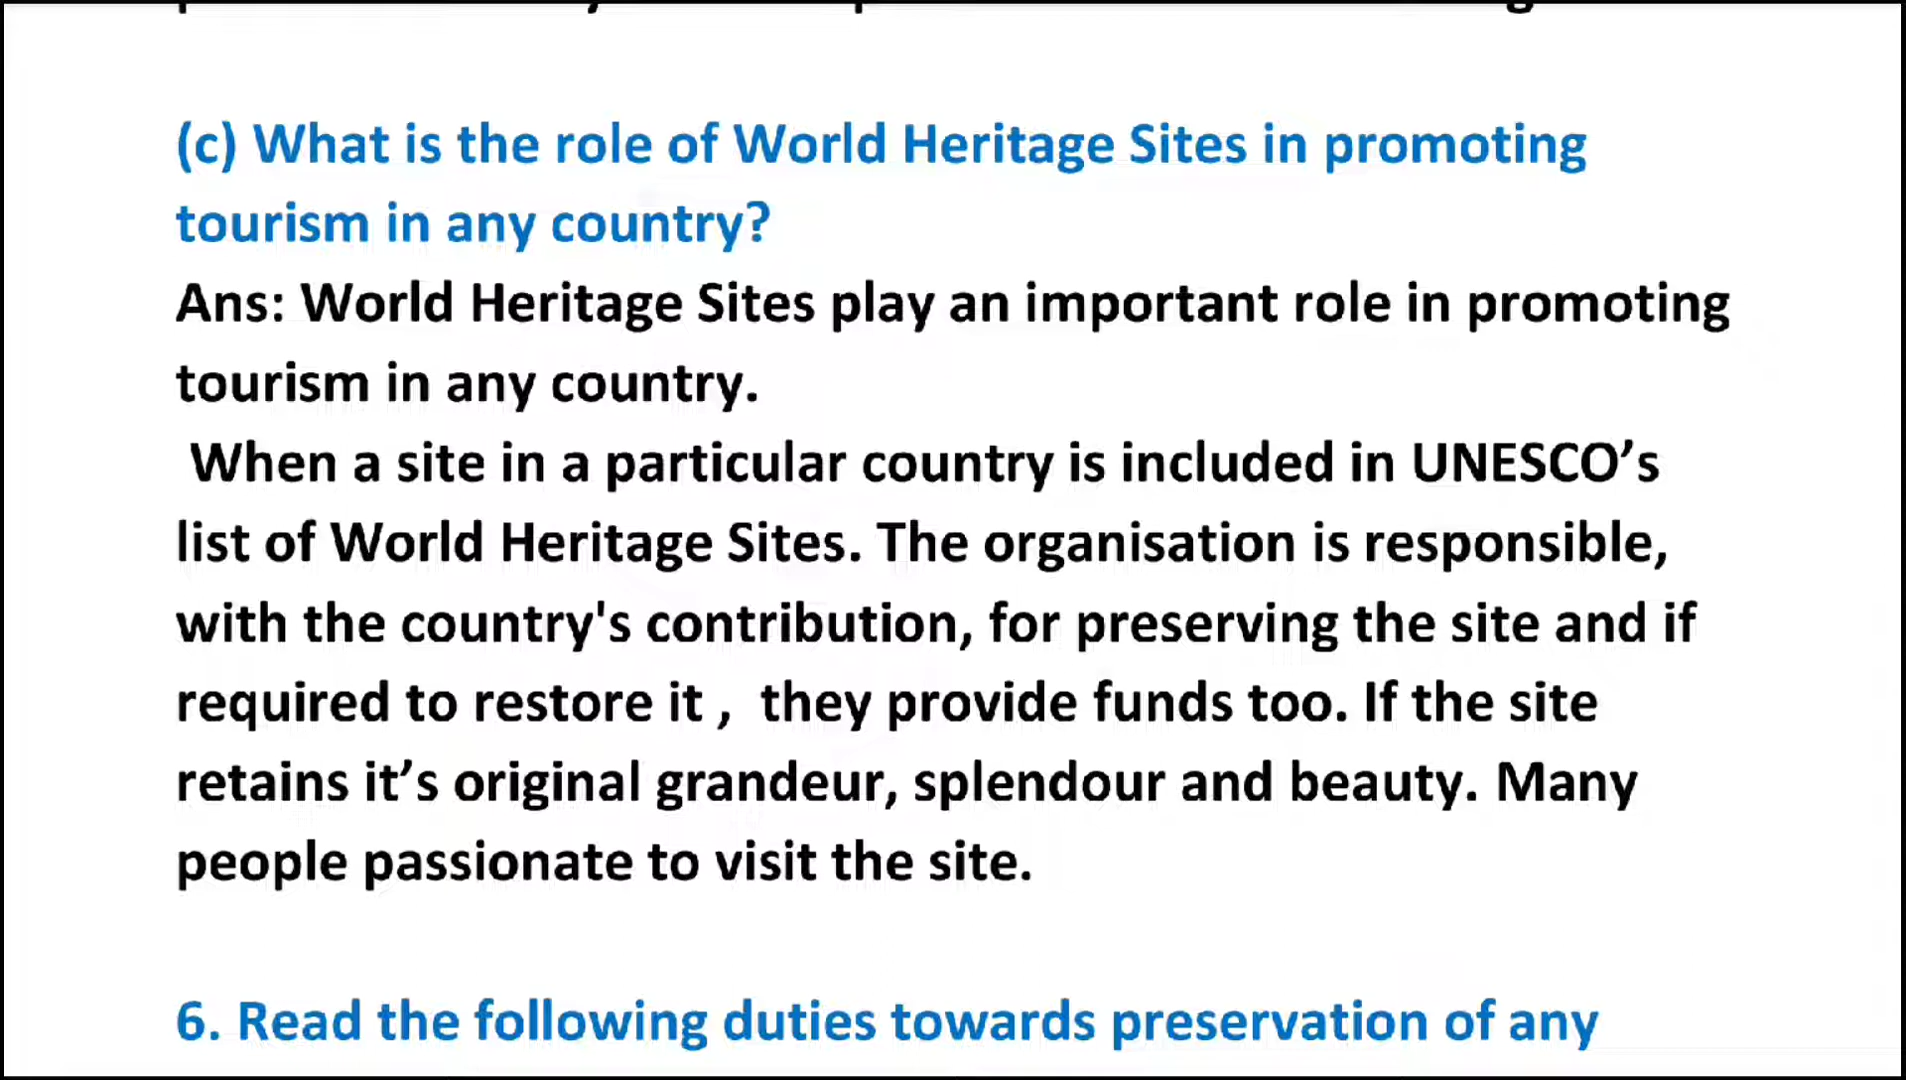 (c) What is the role of World Heritage Sites in promoting
tourism in any country?
Ans: World Heritage Sites play an important role in promoting
tourism in any country.
When a site in a particular country is included in UNESCO’s
list of World Heritage Sites. The organisation is responsible,
with the country's contribution, for preserving the site and if
required to restore it , they provide funds too. If the site
retains it’s original grandeur, splendour and beauty. Many
people passionate to visit the site.
6. Read the following duties towards preservation of any